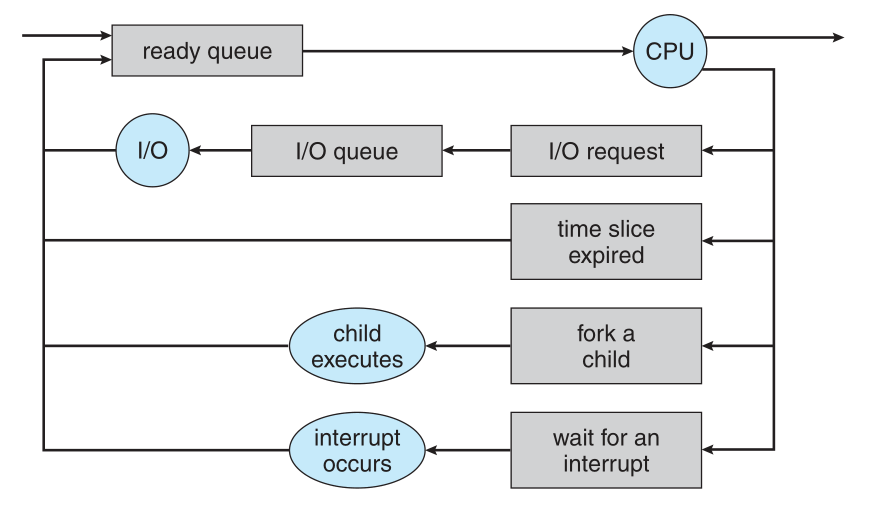 ready queue
CPU
I/O
I/O queue
I/O request
time slice
expired
child
executes
fork a
child
interrupt
occurs
wait for an
interrupt